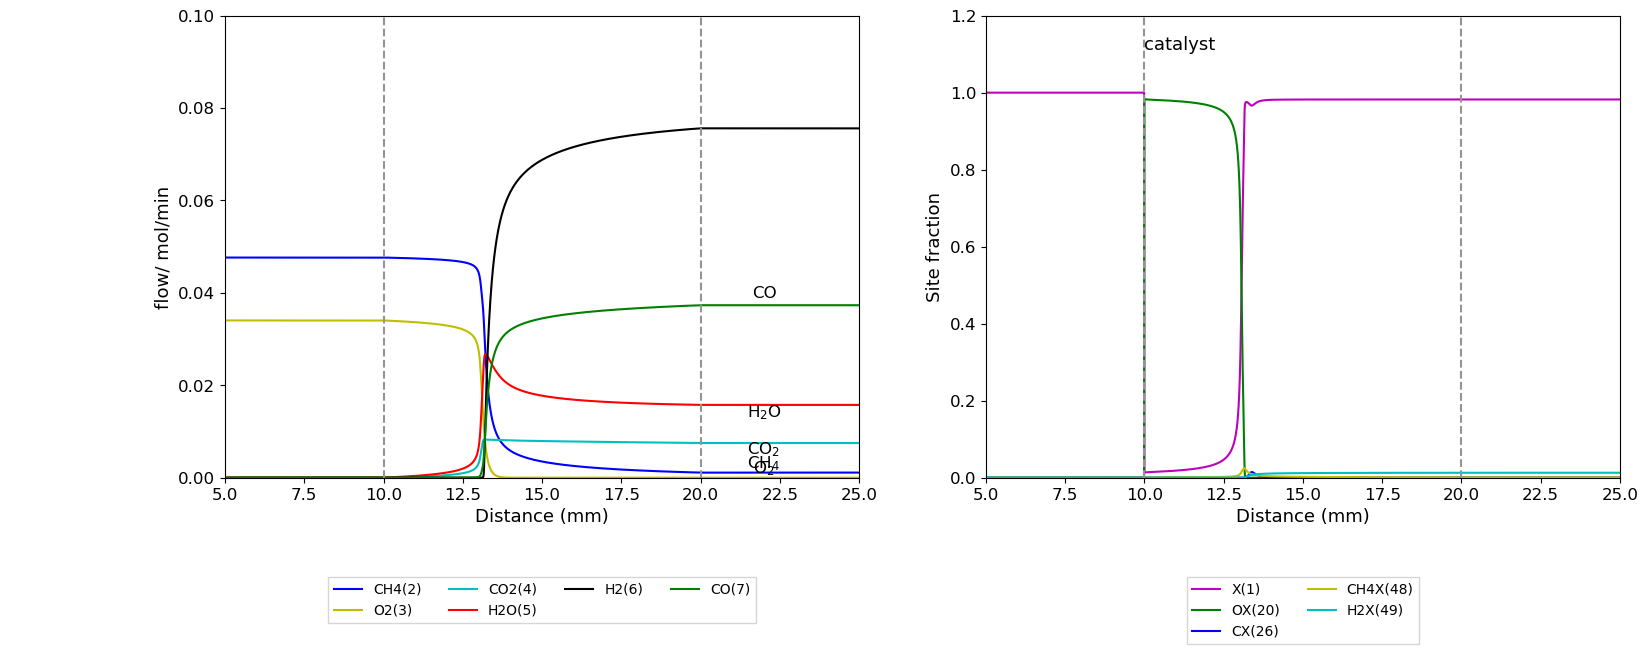 0.10
0.08
0.06
0.04
0.02
0.00
flow/ mol/min
CO
H₂O
CO₂
CH₄
O₂
5.0 7.5 10.0 12.5 15.0 17.5 20.0 22.5 25.0
Distance (mm)
CH4(2) CO2(4) H2(6) CO(7)
O2(3) H2O(5)
1.2
1.0
0.8
0.6
0.4
0.2
0.0
Site fraction
catalyst
5.0 7.5 10.0 12.5 15.0 17.5 20.0 22.5 25.0
Distance (mm)
X(1) CH4X(48)
OX(20) H2X(49)
CX(26)